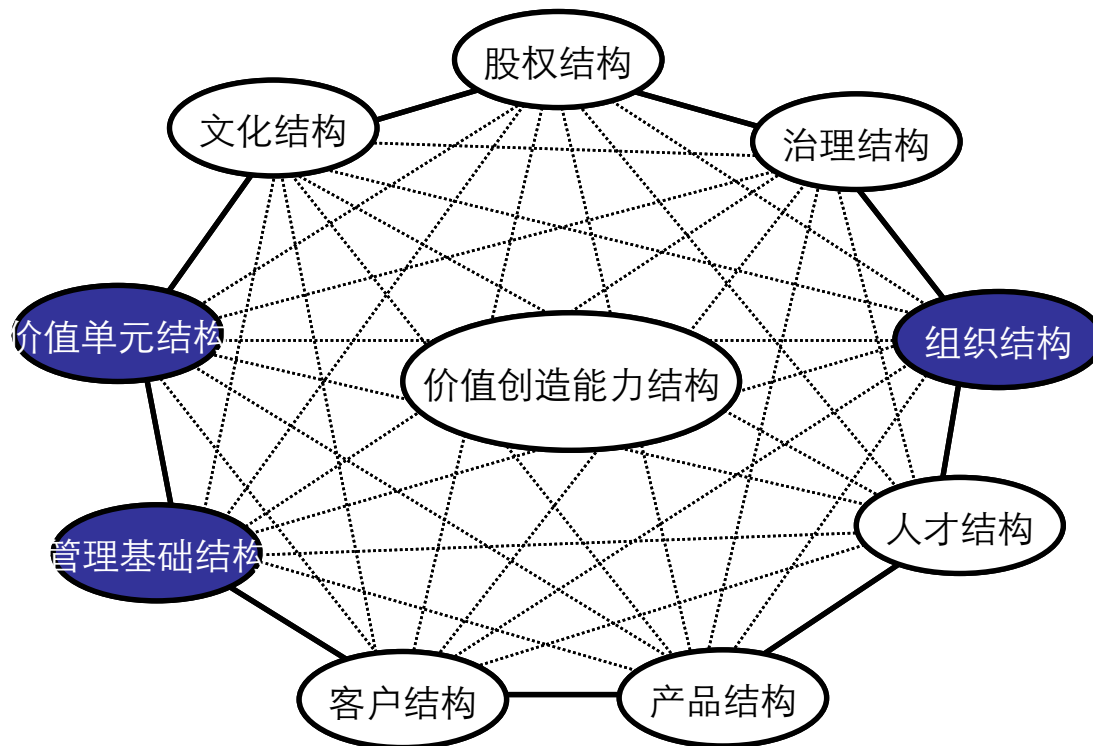 股权结构
文化结构
治理结构
价值单元结构
组织结构
价值创造能力结构
人才结构
管理基础结构
客户结构
产品结构